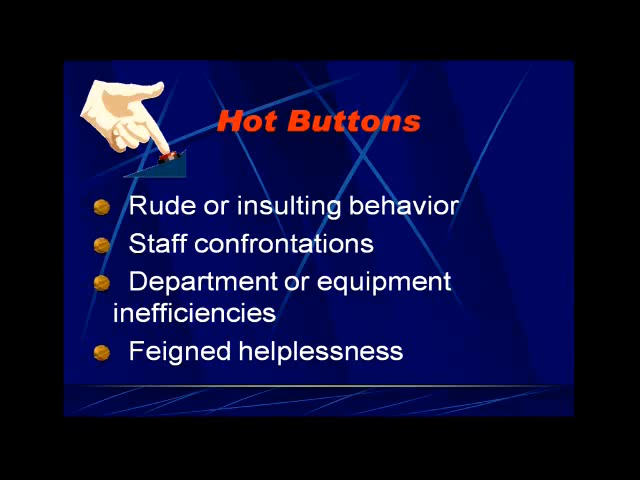 Hot Buttons
Rude or insulting behavior
Staff confrontations
Department or equipment
inefficiencies
Feigned helplessness